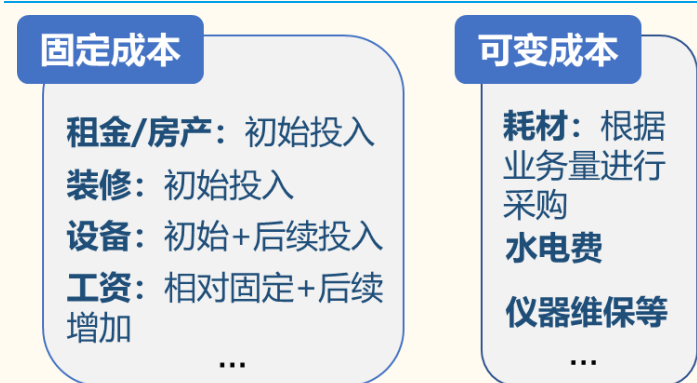 固定成本
租金/房产：初始投入
装修：初始投入
设备：初始+后续投入
工资：相对固定+后续
增加
...
可变成本
耗材：根据
业务量进行
采购
水电费
仪器维保等
...